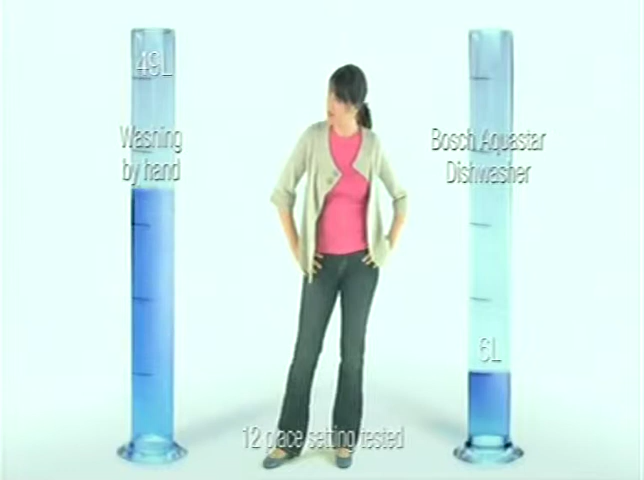 49L
Washing
by hand
Bosch Aquastar
Dishwasher
6L
12 place setting tested